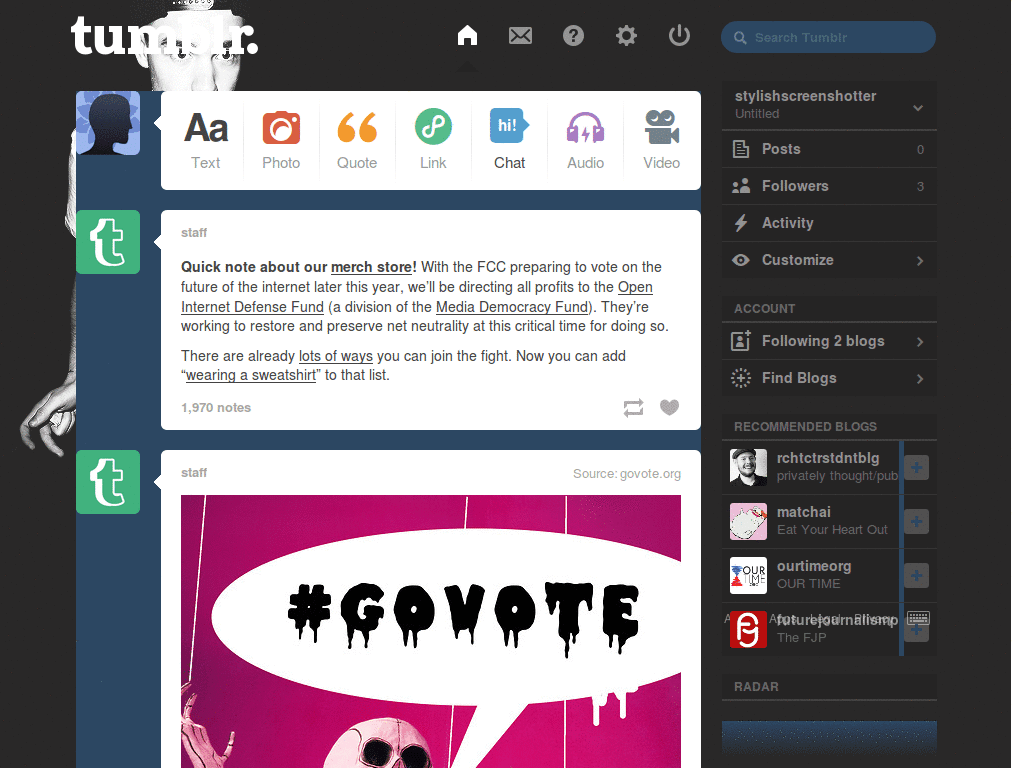 tumblr.
Search Tumblr
Aa
hi!
Text Photo Quote Link Chat Audio Video
staff
Quick note about our merch store! With the FCC preparing to vote on the
future of the internet later this year, we’ll be directing all profits to the Open
Internet Defense Fund (a division of the Media Democracy Fund). They’re
working to restore and preserve net neutrality at this critical time for doing so.
There are already lots of ways you can join the fight. Now you can add
“wearing a sweatshirt” to that list.
1,970 notes
staff
Source: govote.org
#GOVOTE
stylishscreenshotter
Untitled
Posts 0
Followers 3
Activity
Customize
ACCOUNT
Following 2 blogs
Find Blogs
RECOMMENDED BLOGS
rchtctrstdntblg
privately thought/pub
matchai
Eat Your Heart Out
OUR
TIME
ourtimeorg
OUR TIME
futurejournalismp
Apps Legal Privacy
The FJP
RADAR